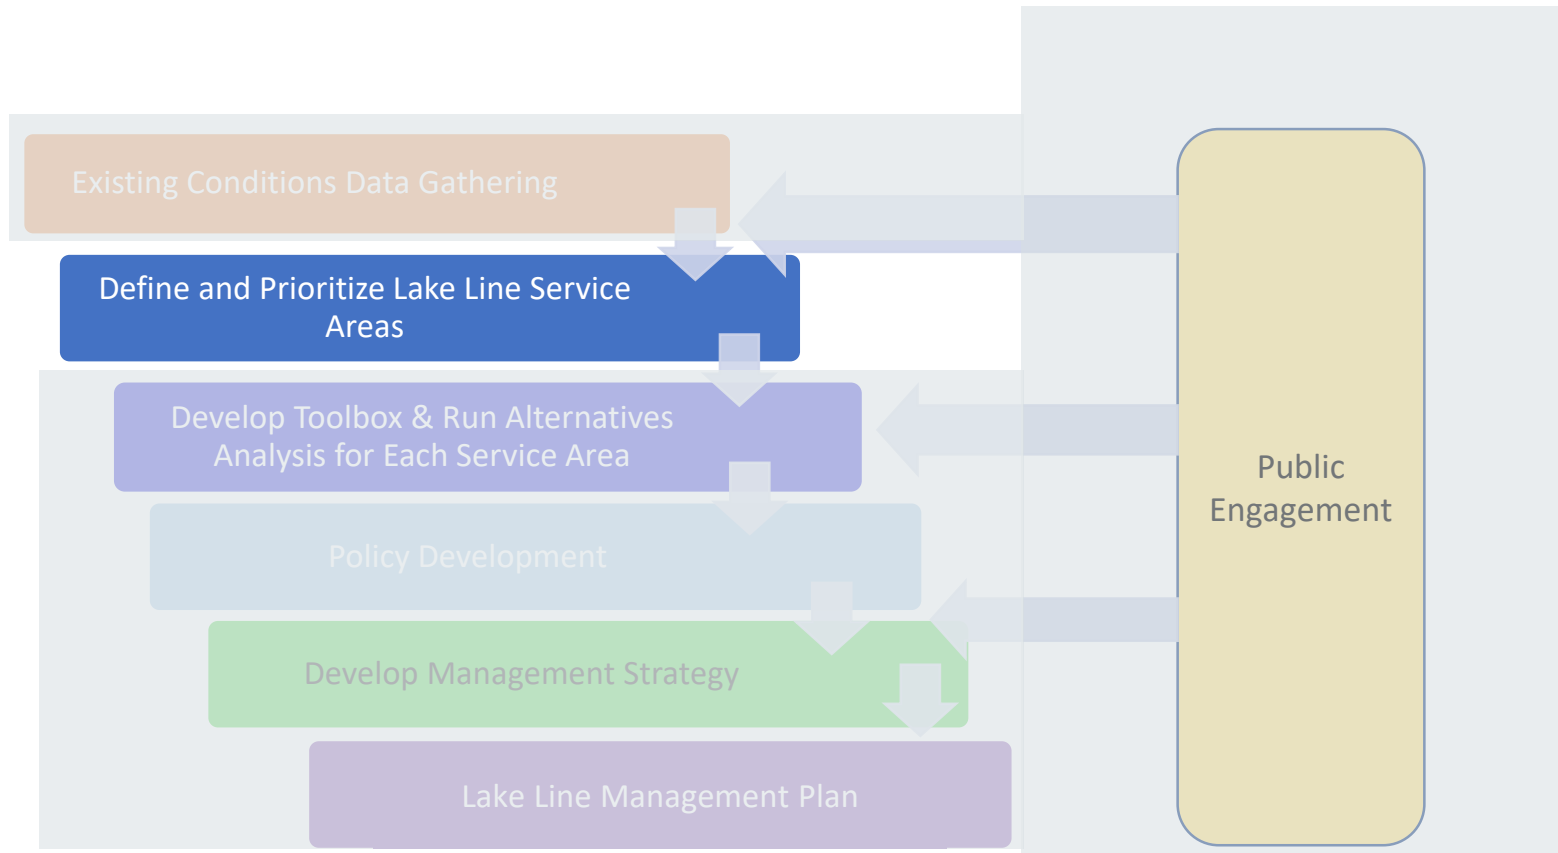 Existing Conditions Data Gathering
Define and Prioritize Lake Line Service
Areas
Develop Toolbox & Run Alternatives
Analysis for Each Service Area
Policy Development
Develop Management Strategy
Lake Line Management Plan
Public
Engagement